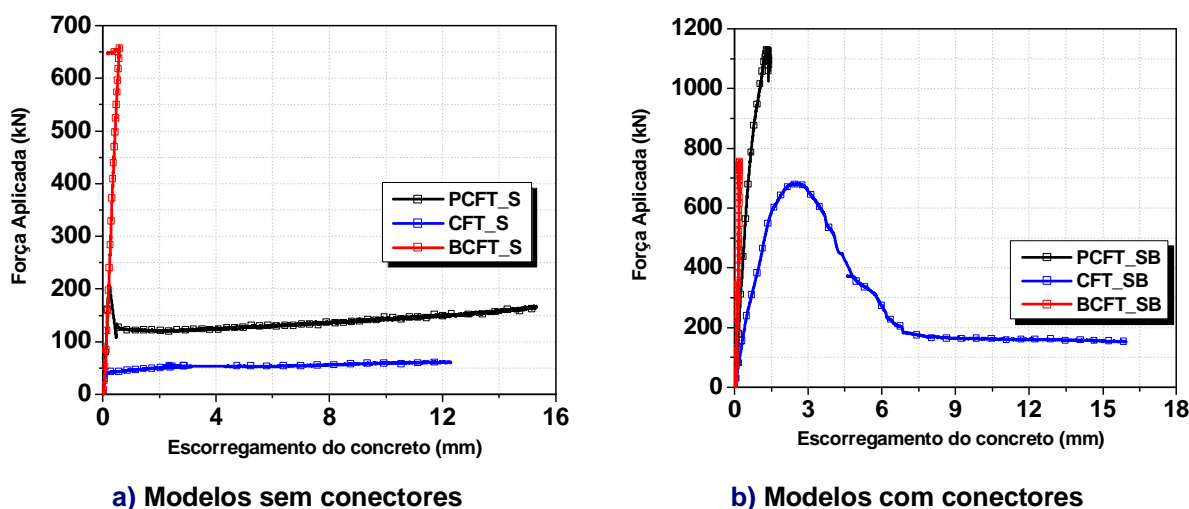 700
600
500
400
300
200
100
0
0
4
8
12
16
Força Aplicada (kN)
Escorregamento do concreto (mm)
PCFT_S
CFT_S
BCFT_S
a) Modelos sem conectores
1200
1000
800
600
400
200
0
0
3
6
9
12
15
18
Força Aplicada (kN)
Escorregamento do concreto (mm)
PCFT_SB
CFT_SB
BCFT_SB
b) Modelos com conectores